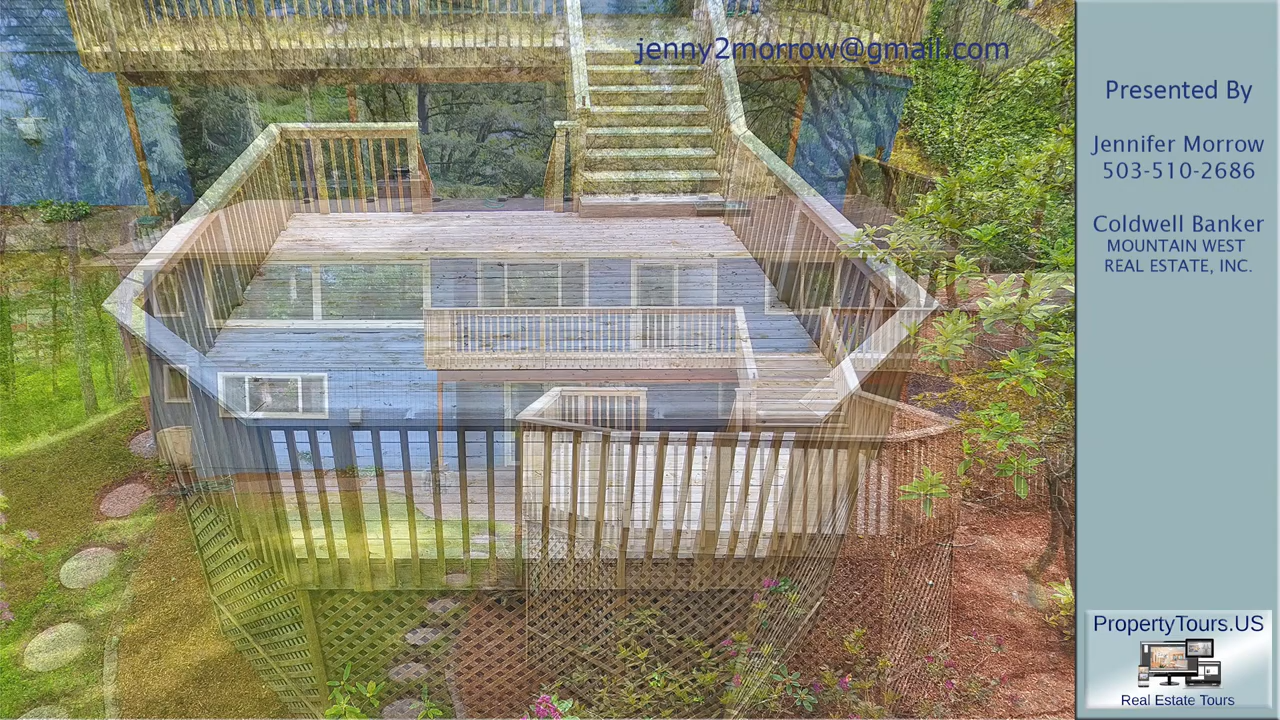 jenny2morrow@gmail.com
Presented By
Jennifer Morrow
503-510-2686
Coldwell Banker
MOUNTAIN WEST
REAL ESTATE, INC.
PropertyTours.US
Real Estate Tours